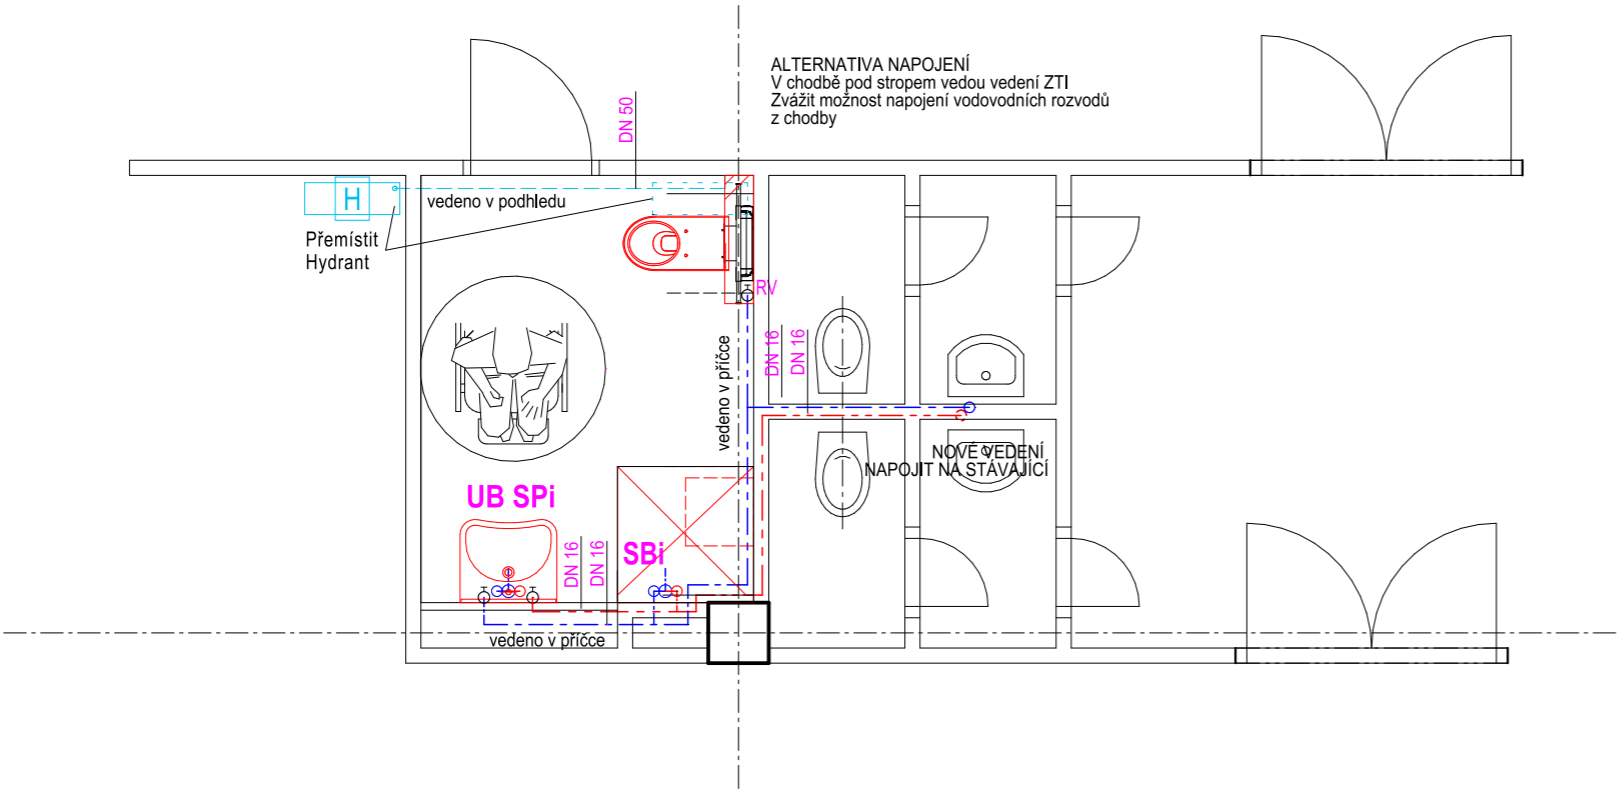 ALTERNATIVA NAPOJENÍ
V chodbě pod stropem vedou vedení ZTI
Zvážit možnost napojení vodovodních rozvodů
z chodby
DN 50
H
vedeno v podhledu
Přemístit
Hydrant
RV
vedeno v příčce
DN 16
DN 16
NOVÉ VEDENÍ
NAPOJIT NA STÁVAJÍCÍ
UB SPi
SBi
DN 16
DN 16
vedeno v příčce